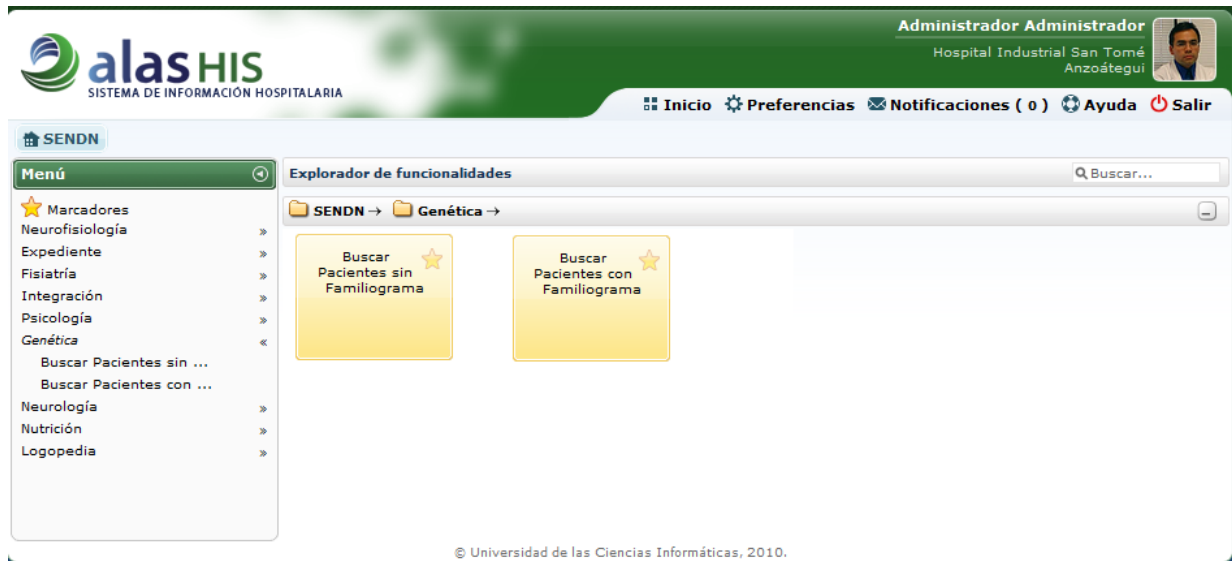 Administrador Administrador
Hospital Industrial San Tomé
Anzoátegui
alas HIS
SISTEMA DE INFORMACIÓN HOSPITALARIA
Inicio Preferencias Notificaciones ( 0 ) Ayuda Salir
SENDN
Menú
Marcadores
Neurofisiología »
Expediente »
Fisiatría »
Integración »
Psicología »
Genética «
Buscar Pacientes sin ...
Buscar Pacientes con ...
Neurología »
Nutrición »
Logopedia »
Explorador de funcionalidades
Buscar...
SENDN → Genética →
Buscar
Pacientes sin
Familiograma
Buscar
Pacientes con
Familiograma
© Universidad de las Ciencias Informáticas, 2010.